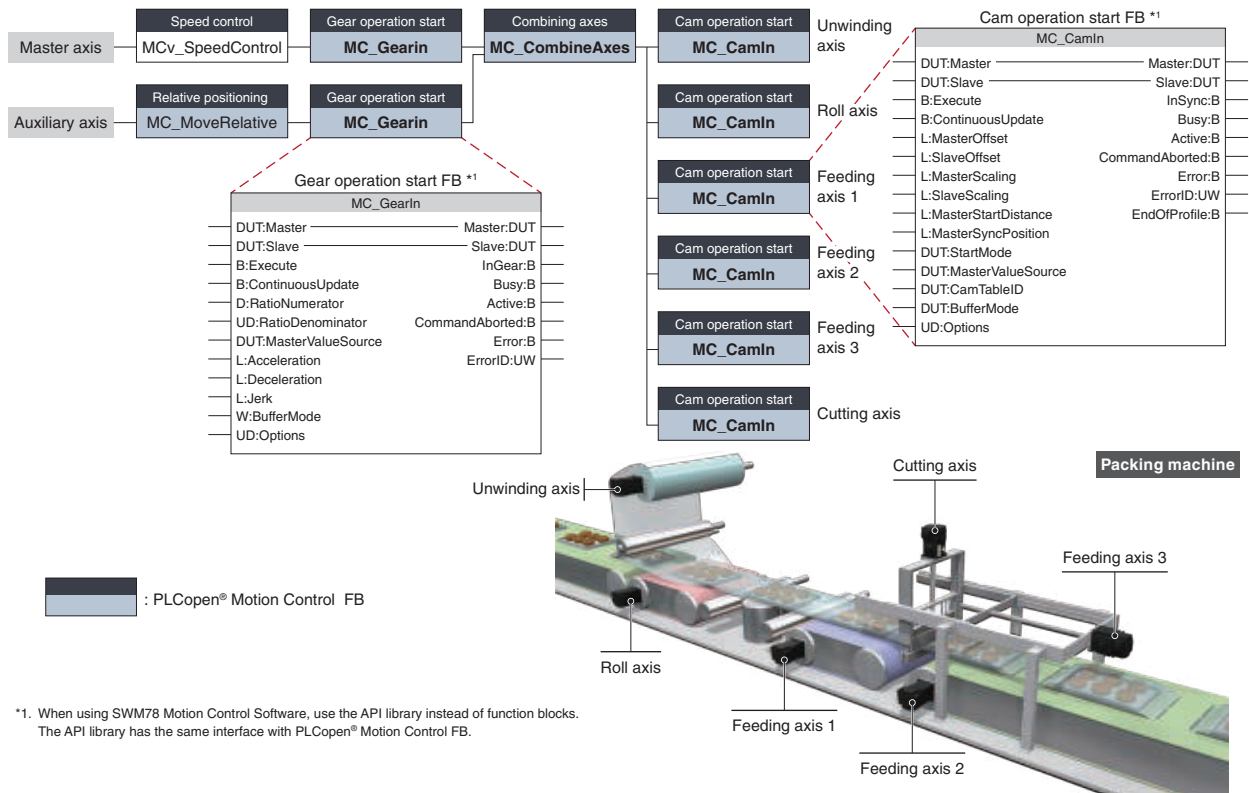 Master axis
Speed control
MCv_SpeedControl
Gear operation start
MC_Gearin
Combining axes
MC_CombineAxes
Auxiliary axis
Relative positioning
MC_MoveRelative
Gear operation start
MC_Gearin
Cam operation start
MC_CamIn
Unwinding
axis
Cam operation start
MC_CamIn
Roll axis
Cam operation start
MC_CamIn
Feeding
axis 1
Cam operation start
MC_CamIn
Feeding
axis 2
Cam operation start
MC_CamIn
Feeding
axis 3
Cam operation start
MC_CamIn
Cutting axis
Gear operation start FB *1
MC_GearIn
DUT:Master Master:DUT
DUT:Slave Slave:DUT
B:Execute InGear:B
B:ContinuousUpdate Busy:B
D:RatioNumerator Active:B
UD:RatioDenominator CommandAborted:B
DUT:MasterValueSource Error:B
L:Acceleration ErrorID:UW
L:Deceleration
L:Jerk
W:BufferMode
UD:Options
Cam operation start FB *1
MC_CamIn
DUT:Master Master:DUT
DUT:Slave Slave:DUT
B:Execute InSync:B
B:ContinuousUpdate Busy:B
L:MasterOffset Active:B
L:SlaveOffset CommandAborted:B
L:MasterScaling Error:B
L:SlaveScaling ErrorID:UW
L:MasterStartDistance EndOfProfile:B
L:MasterSyncPosition
DUT:StartMode
DUT:MasterValueSource
DUT:CamTableID
DUT:BufferMode
UD:Options
Packing machine
Unwinding axis
Cutting axis
Feeding axis 3
Roll axis
Feeding axis 1
Feeding axis 2
: PLCopen® Motion Control FB
*1. When using SWM78 Motion Control Software, use the API library instead of function blocks.
The API library has the same interface with PLCopen® Motion Control FB.